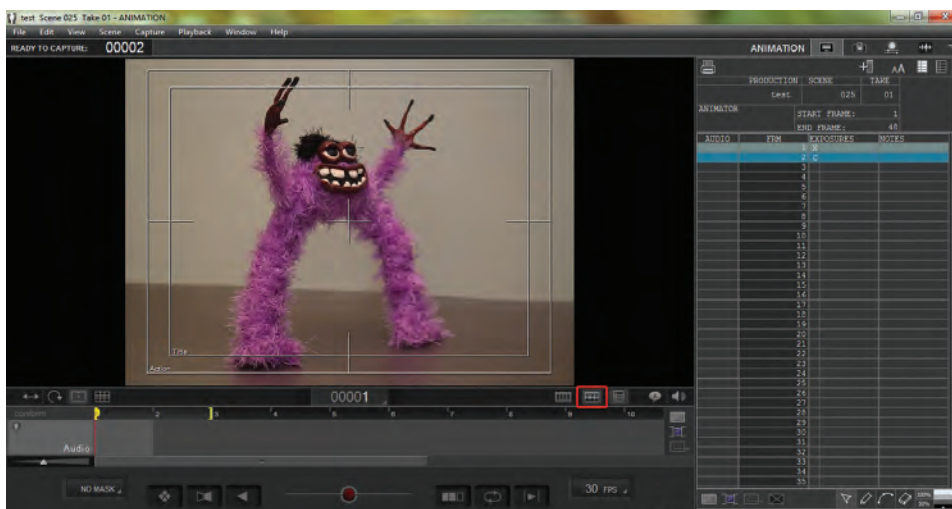 test Scene 025 Take 01 - ANIMATION
File Edit View Scene Capture Playback Window Help
READY TO CAPTURE: 00002
ANIMATION
AA
PRODUCTION SCENE TAKE
test 025 01
ANIMATOR
START FRAME: 1
END FRAME: 48
AUDIO FRM EXPOSURES NOTES
1 X
2 C
3
4
5
6
7
8
9
10
11
12
13
14
15
16
17
18
19
20
21
22
23
24
25
26
27
28
29
30
31
32
33
34
35
Title
Action
00001
conform 2 3 4 5 6 7 8 9 10
Audio
NO MASK
30 FPS
100%
30%